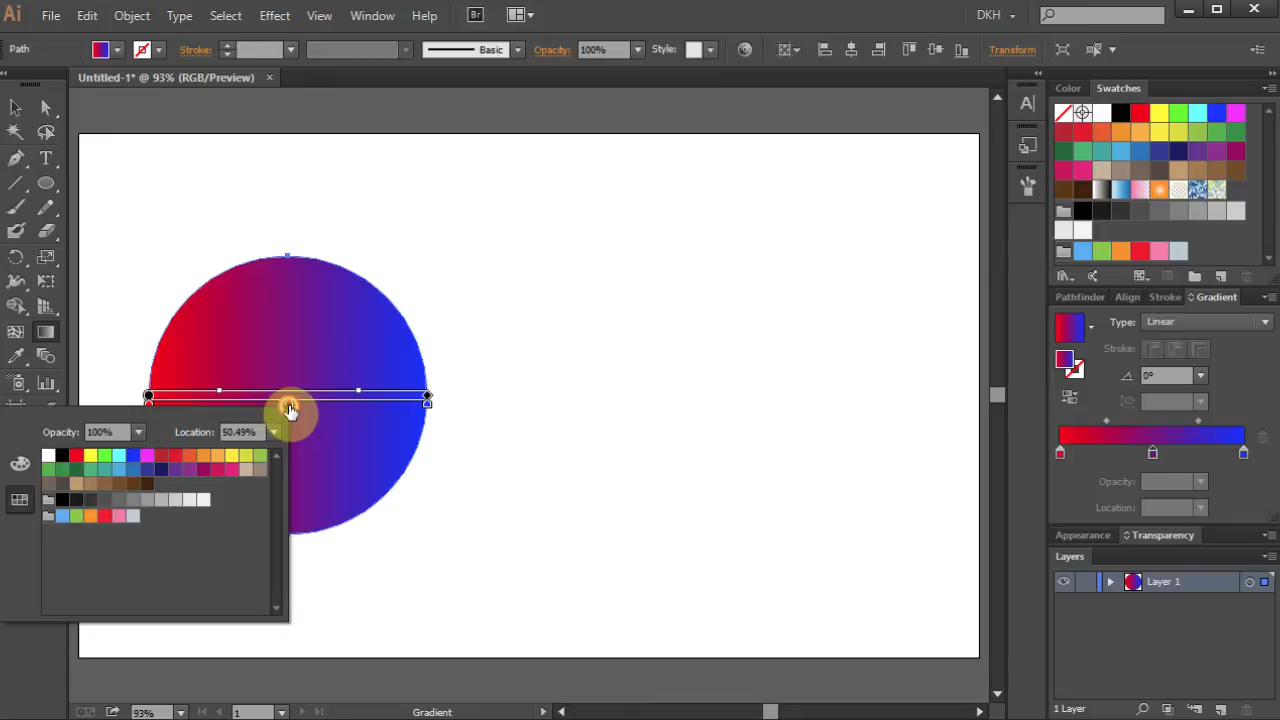 Ai File Edit Object Type Select Effect View Window Help Br DKH
Path Stroke: Basic Opacity: 100% Style: Transform
Untitled-1* @ 93% (RGB/Preview) ×
Color Swatches
Pathfinder Align Stroke Gradient
Type: Linear
Stroke:
0°
Opacity: 100% Location: 50.49%
Opacity:
Location:
Appearance Transparency
Layers
Layer 1
1 Layer
93% 1 Gradient